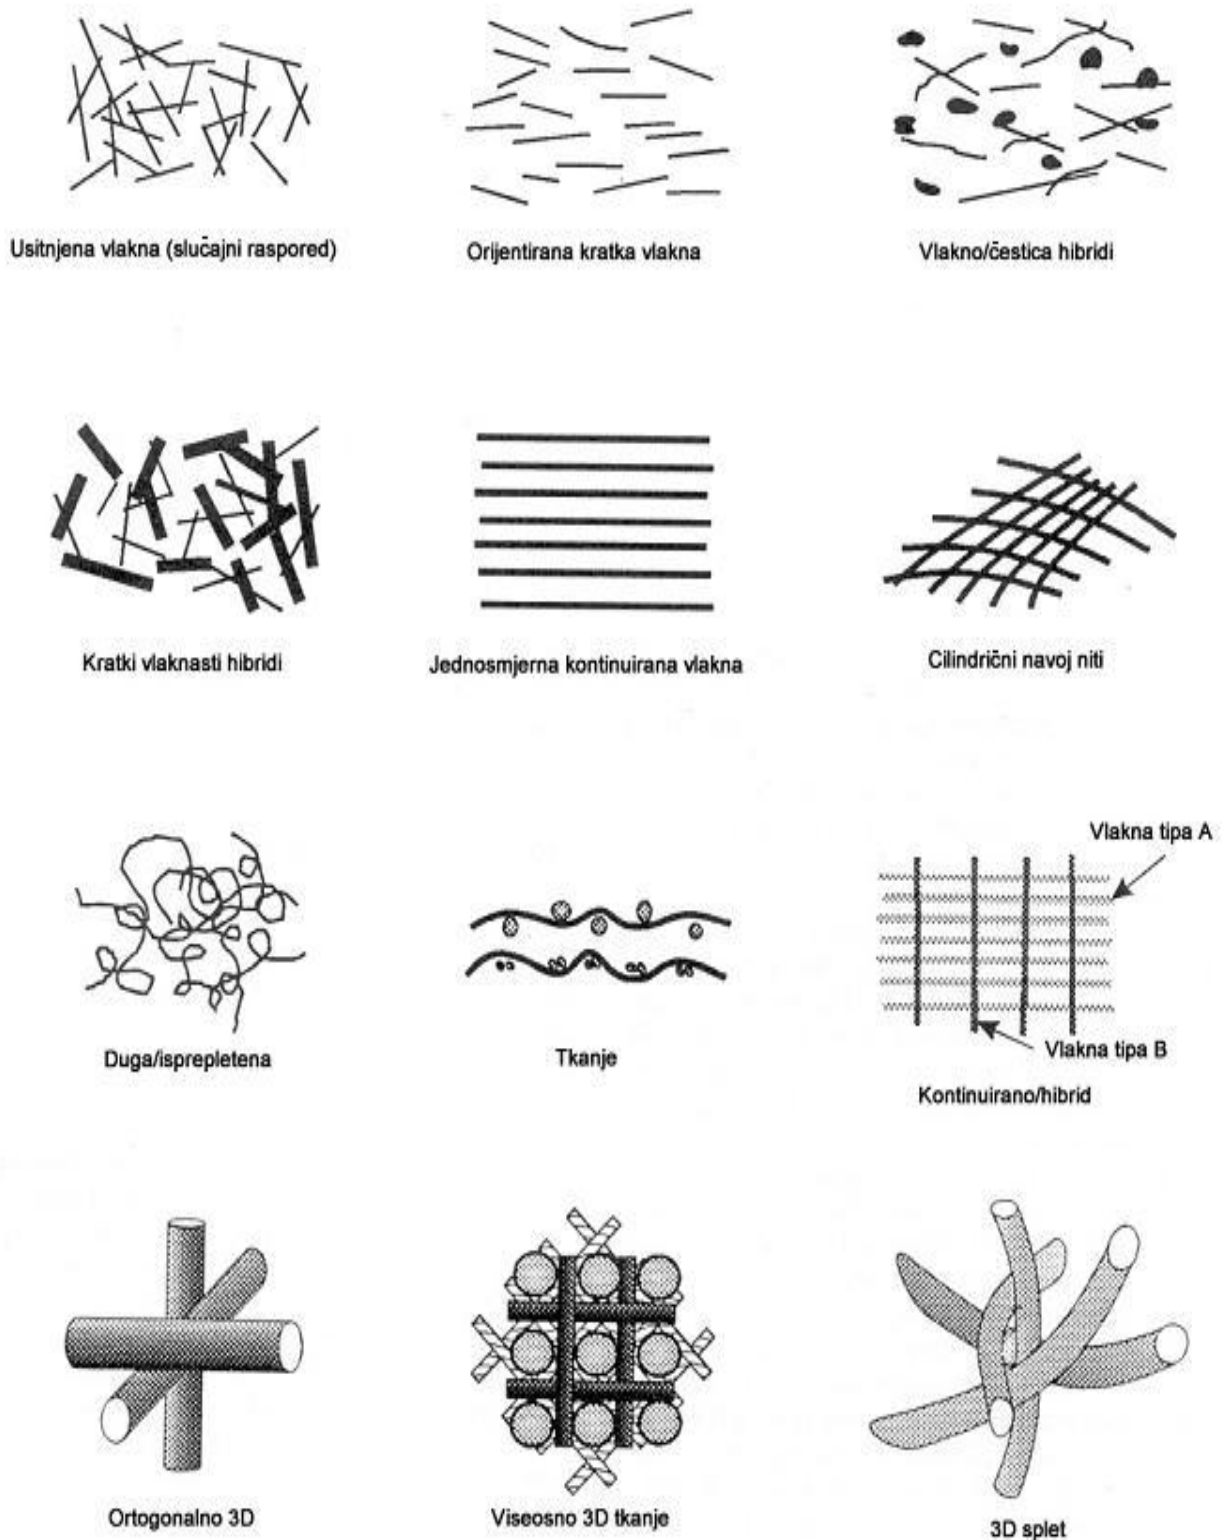 Usitnjena vlakna (slučajni raspored)
Orijentirana kratka vlakna
Vlakno/čestica hibridi
Kratki vlaknasti hibridi
Jednosmjerna kontinuirana vlakna
Cilindrični navoj niti
Vlakna tipa A
Vlakna tipa B
Duga/isprepletena
Tkanje
Kontinuirano/hibrid
Ortogonalno 3D
Viseosno 3D tkanje
3D splet